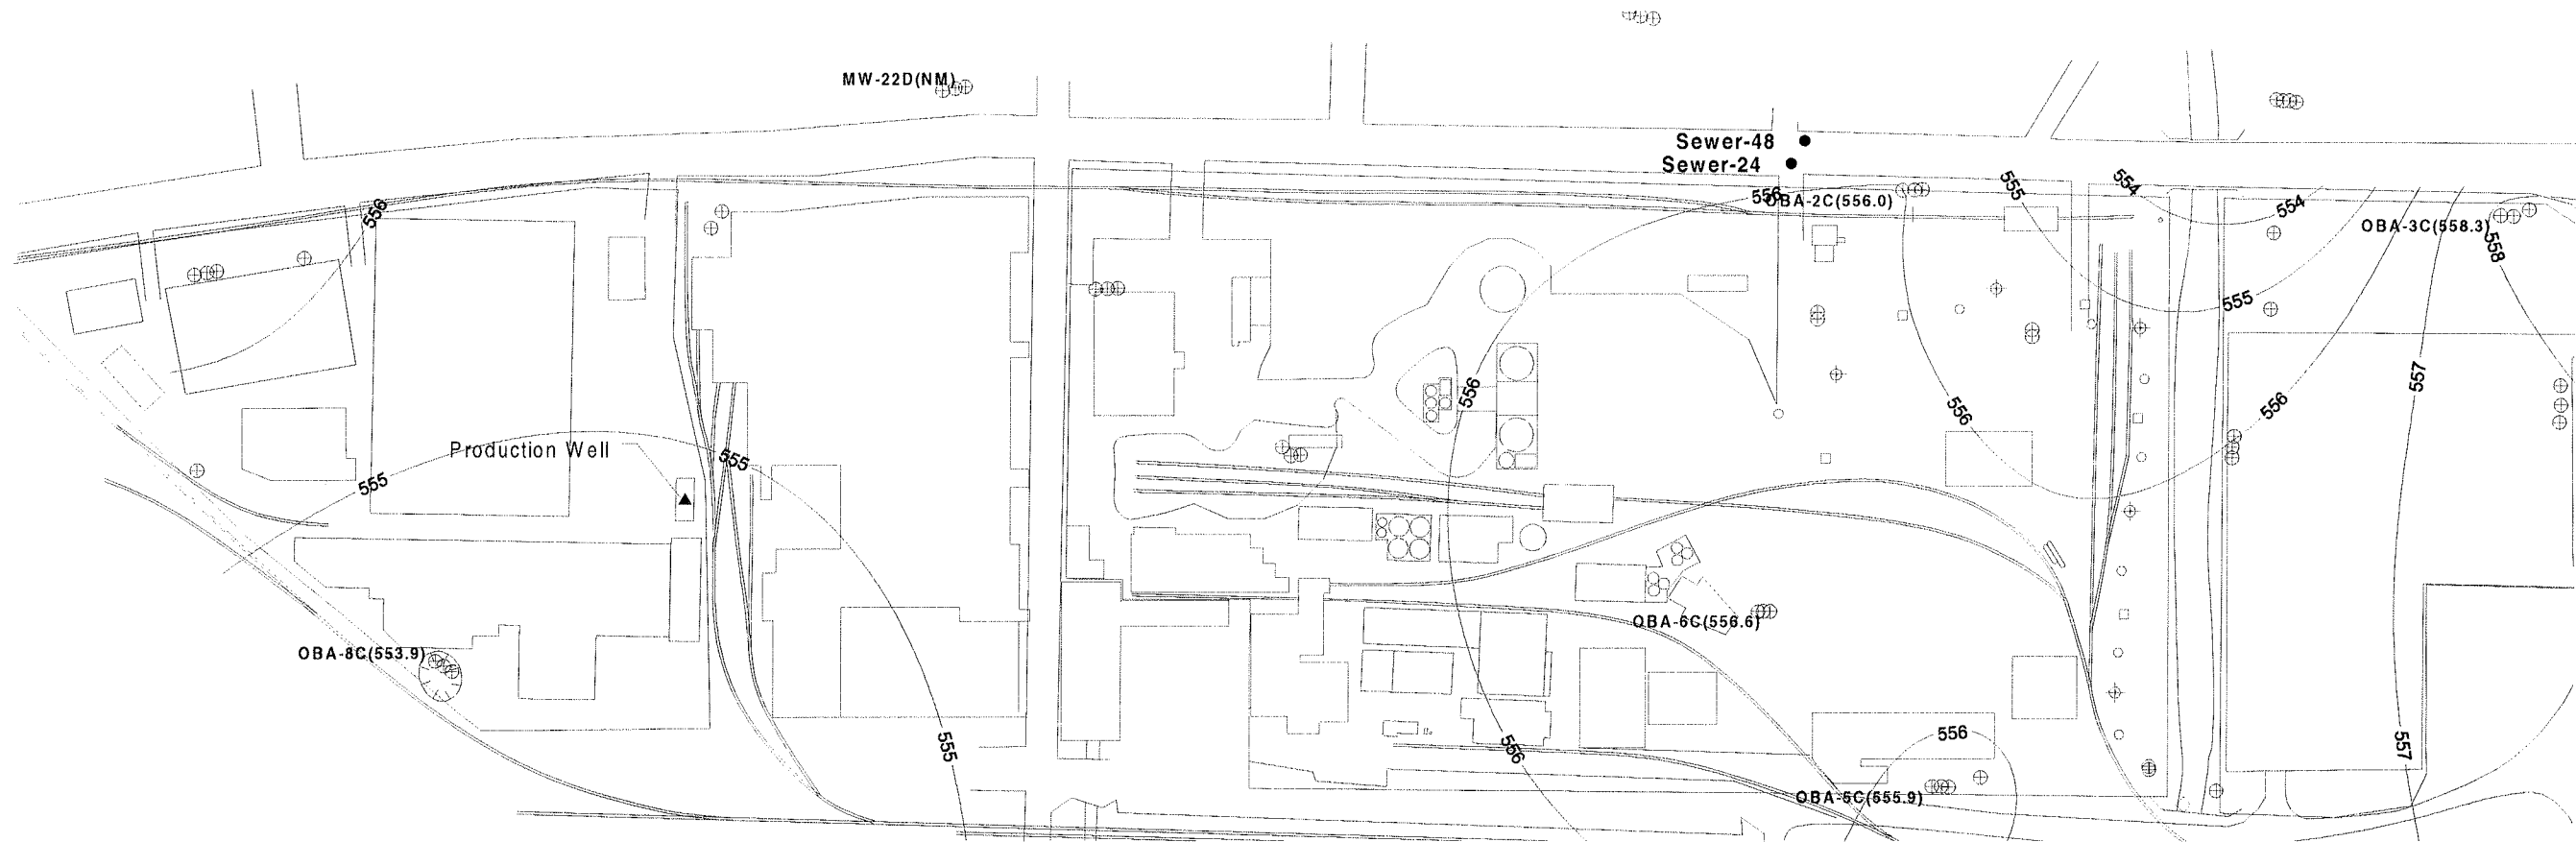 MW-22D(NM)
Sewer-48
Sewer-24
556
OBA-2C(556.0)
555
554
554
OBA-3C(558.3)
558
556
555
557
556
556
556
Production Well
555
555
OBA-6C(556.6)
OBA-8C(553.9)
555
556
556
557
OBA-5C(555.9)